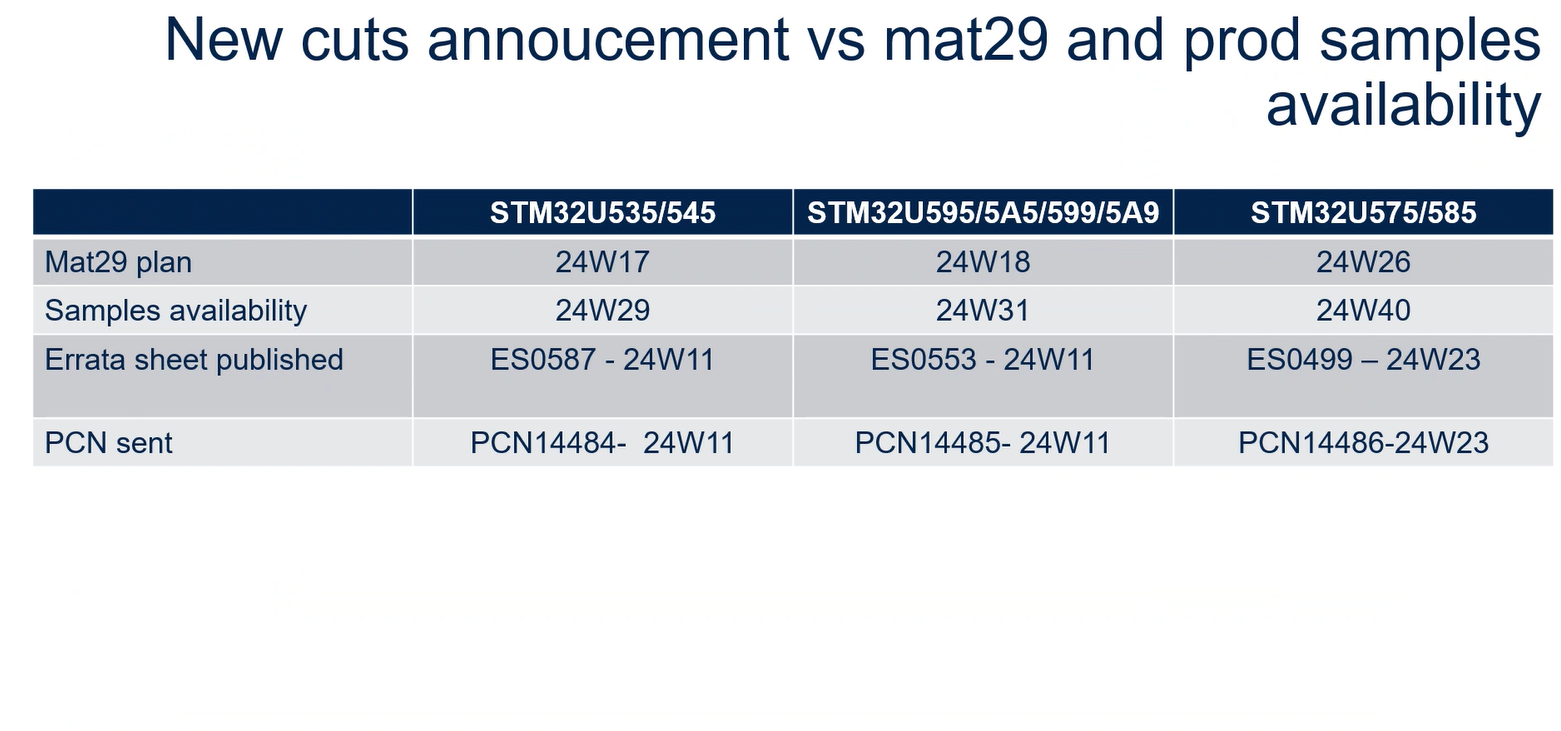 New cuts annoucement vs mat29 and prod samples
availability
STM32U535/545 STM32U595/5A5/599/5A9 STM32U575/585
Mat29 plan 24W17 24W18 24W26
Samples availability 24W29 24W31 24W40
Errata sheet published ES0587 - 24W11 ES0553 - 24W11 ES0499 – 24W23
PCN sent PCN14484-  24W11 PCN14485- 24W11 PCN14486-24W23